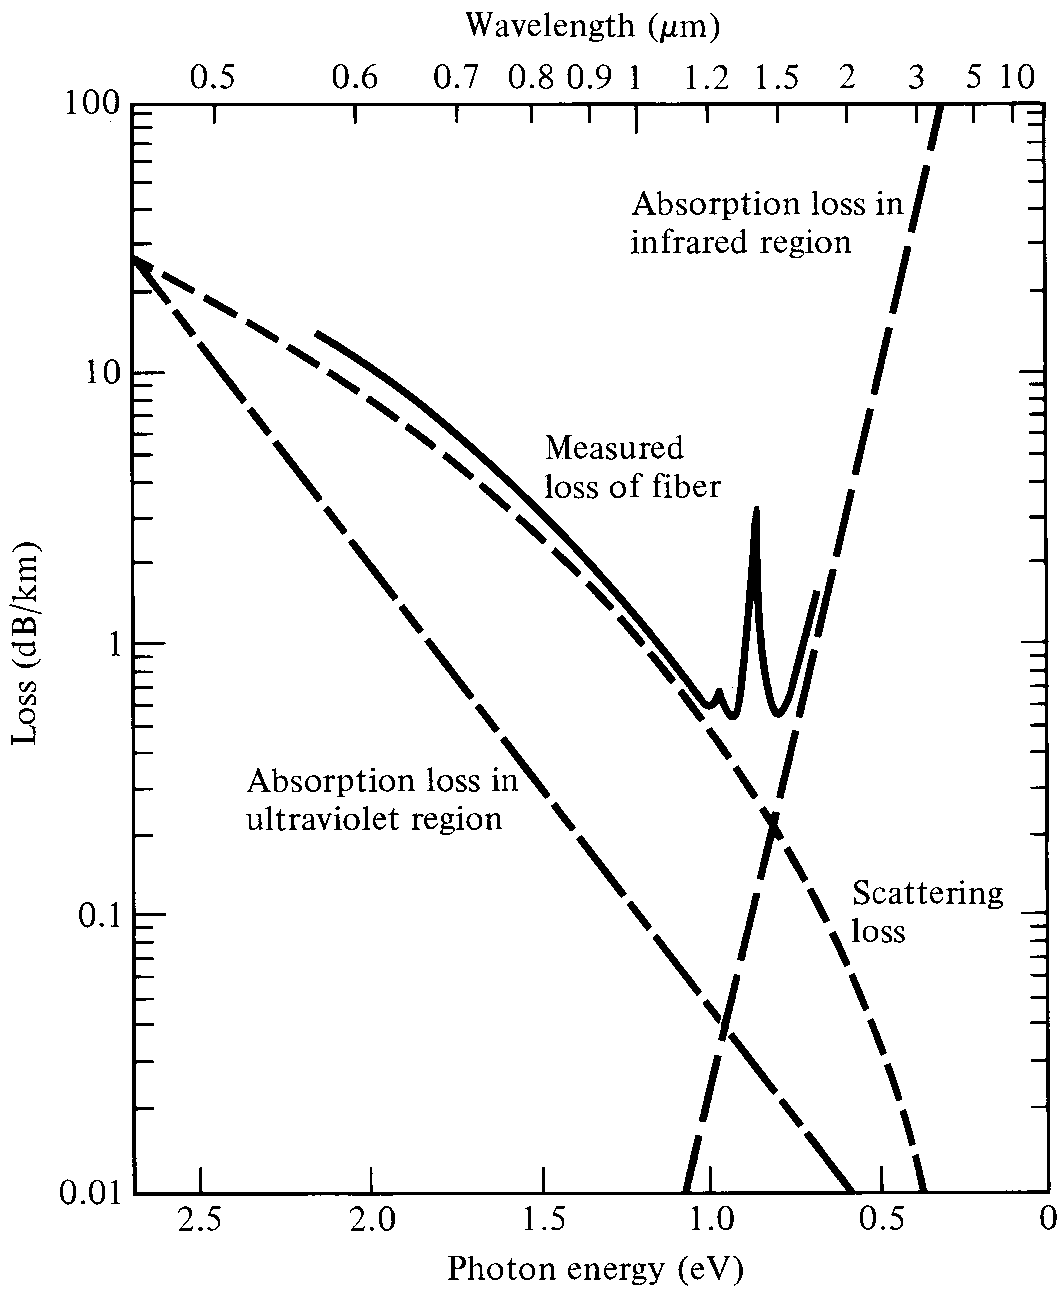 Wavelength (μm)
0.5 0.6 0.7 0.8 0.9 1 1.2 1.5 2 3 5 10
100
Absorption loss in
infrared region
10
Measured
loss of fiber
Loss (dB/km)
1
Absorption loss in
ultraviolet region
Scattering
loss
0.1
0.01
2.5 2.0 1.5 1.0 0.5 0
Photon energy (eV)